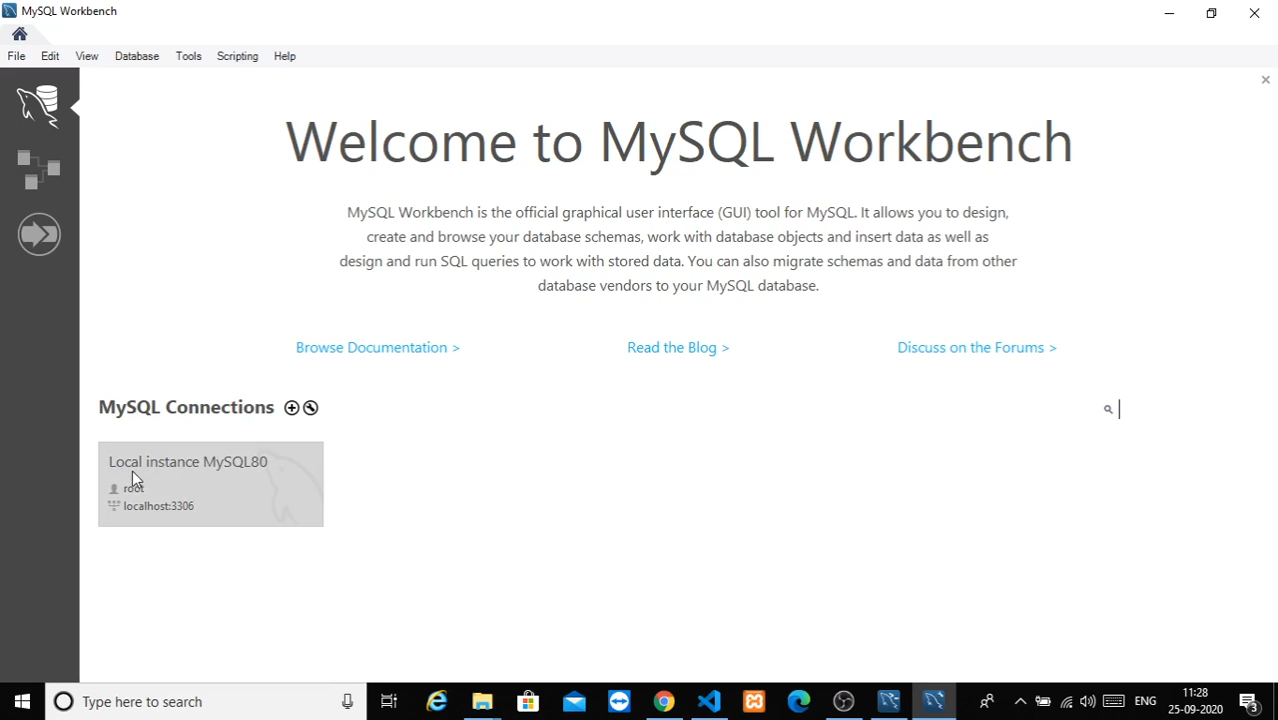 MySQL Workbench
File Edit View Database Tools Scripting Help
Welcome to MySQL Workbench
MySQL Workbench is the official graphical user interface (GUI) tool for MySQL. It allows you to design,
create and browse your database schemas, work with database objects and insert data as well as
design and run SQL queries to work with stored data. You can also migrate schemas and data from other
database vendors to your MySQL database.
Browse Documentation > Read the Blog > Discuss on the Forums >
MySQL Connections
Local instance MySQL80
root
localhost:3306
Type here to search
ENG
11:28
25-09-2020
3